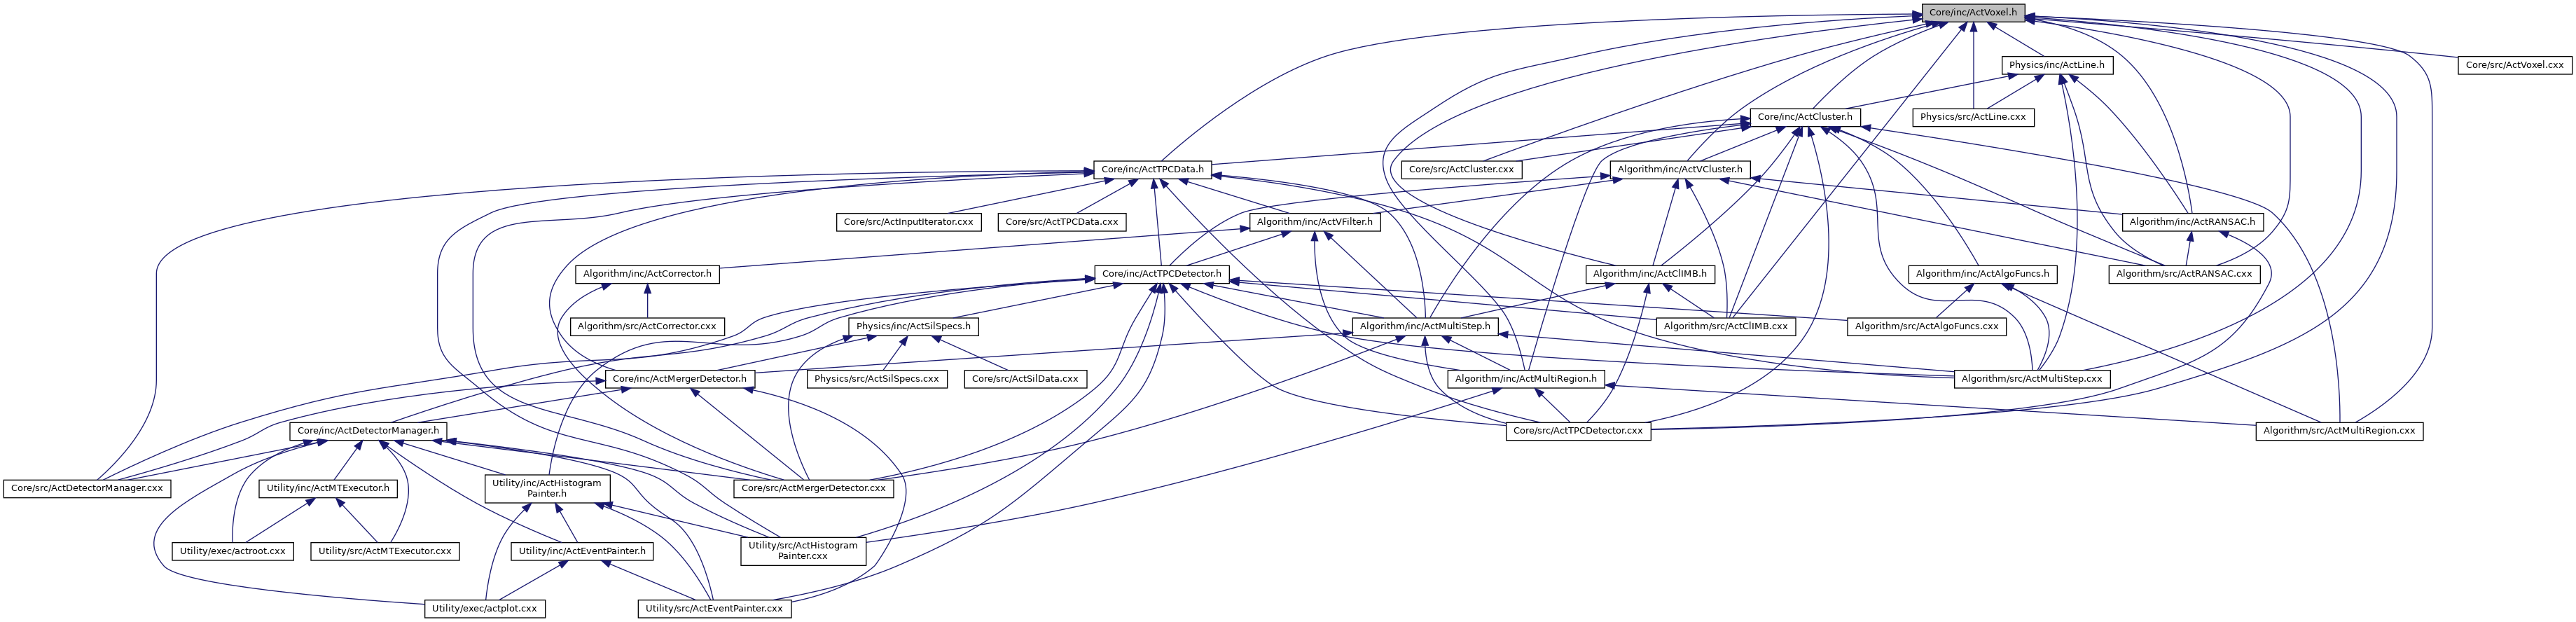 Core/inc/ActVoxel.h
Physics/inc/ActLine.h
Core/src/ActVoxel.cxx
Core/inc/ActCluster.h
Physics/src/ActLine.cxx
Core/inc/ActTPCData.h
Core/src/ActCluster.cxx
Algorithm/inc/ActVCluster.h
Core/src/ActInputIterator.cxx
Core/src/ActTPCData.cxx
Algorithm/inc/ActVFilter.h
Algorithm/inc/ActRANSAC.h
Algorithm/inc/ActCorrector.h
Core/inc/ActTPCDetector.h
Algorithm/inc/ActClIMB.h
Algorithm/inc/ActAlgoFuncs.h
Algorithm/src/ActRANSAC.cxx
Algorithm/src/ActCorrector.cxx
Physics/inc/ActSilSpecs.h
Algorithm/inc/ActMultiStep.h
Algorithm/src/ActClIMB.cxx
Algorithm/src/ActAlgoFuncs.cxx
Core/inc/ActMergerDetector.h
Physics/src/ActSilSpecs.cxx
Core/src/ActSilData.cxx
Algorithm/inc/ActMultiRegion.h
Algorithm/src/ActMultiStep.cxx
Core/inc/ActDetectorManager.h
Core/src/ActTPCDetector.cxx
Algorithm/src/ActMultiRegion.cxx
Core/src/ActDetectorManager.cxx
Utility/inc/ActMTExecutor.h
Utility/inc/ActHistogram
Painter.h
Core/src/ActMergerDetector.cxx
Utility/exec/actroot.cxx
Utility/src/ActMTExecutor.cxx
Utility/inc/ActEventPainter.h
Utility/src/ActHistogram
Painter.cxx
Utility/exec/actplot.cxx
Utility/src/ActEventPainter.cxx